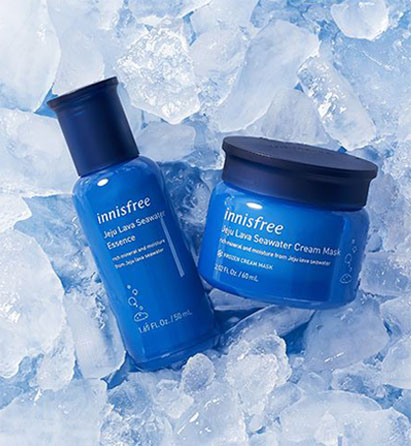 innisfree
Jeju Lava Seawater
Essence
rich mineral and moisture
from Jeju lava seawater
1.69 FL. Oz. / 50 mL
innisfree
Jeju Lava Seawater Cream Mask
rich mineral and moisture from Jeju lava seawater
FROZEN CREAM MASK
2.02 FL. Oz. / 60 mL